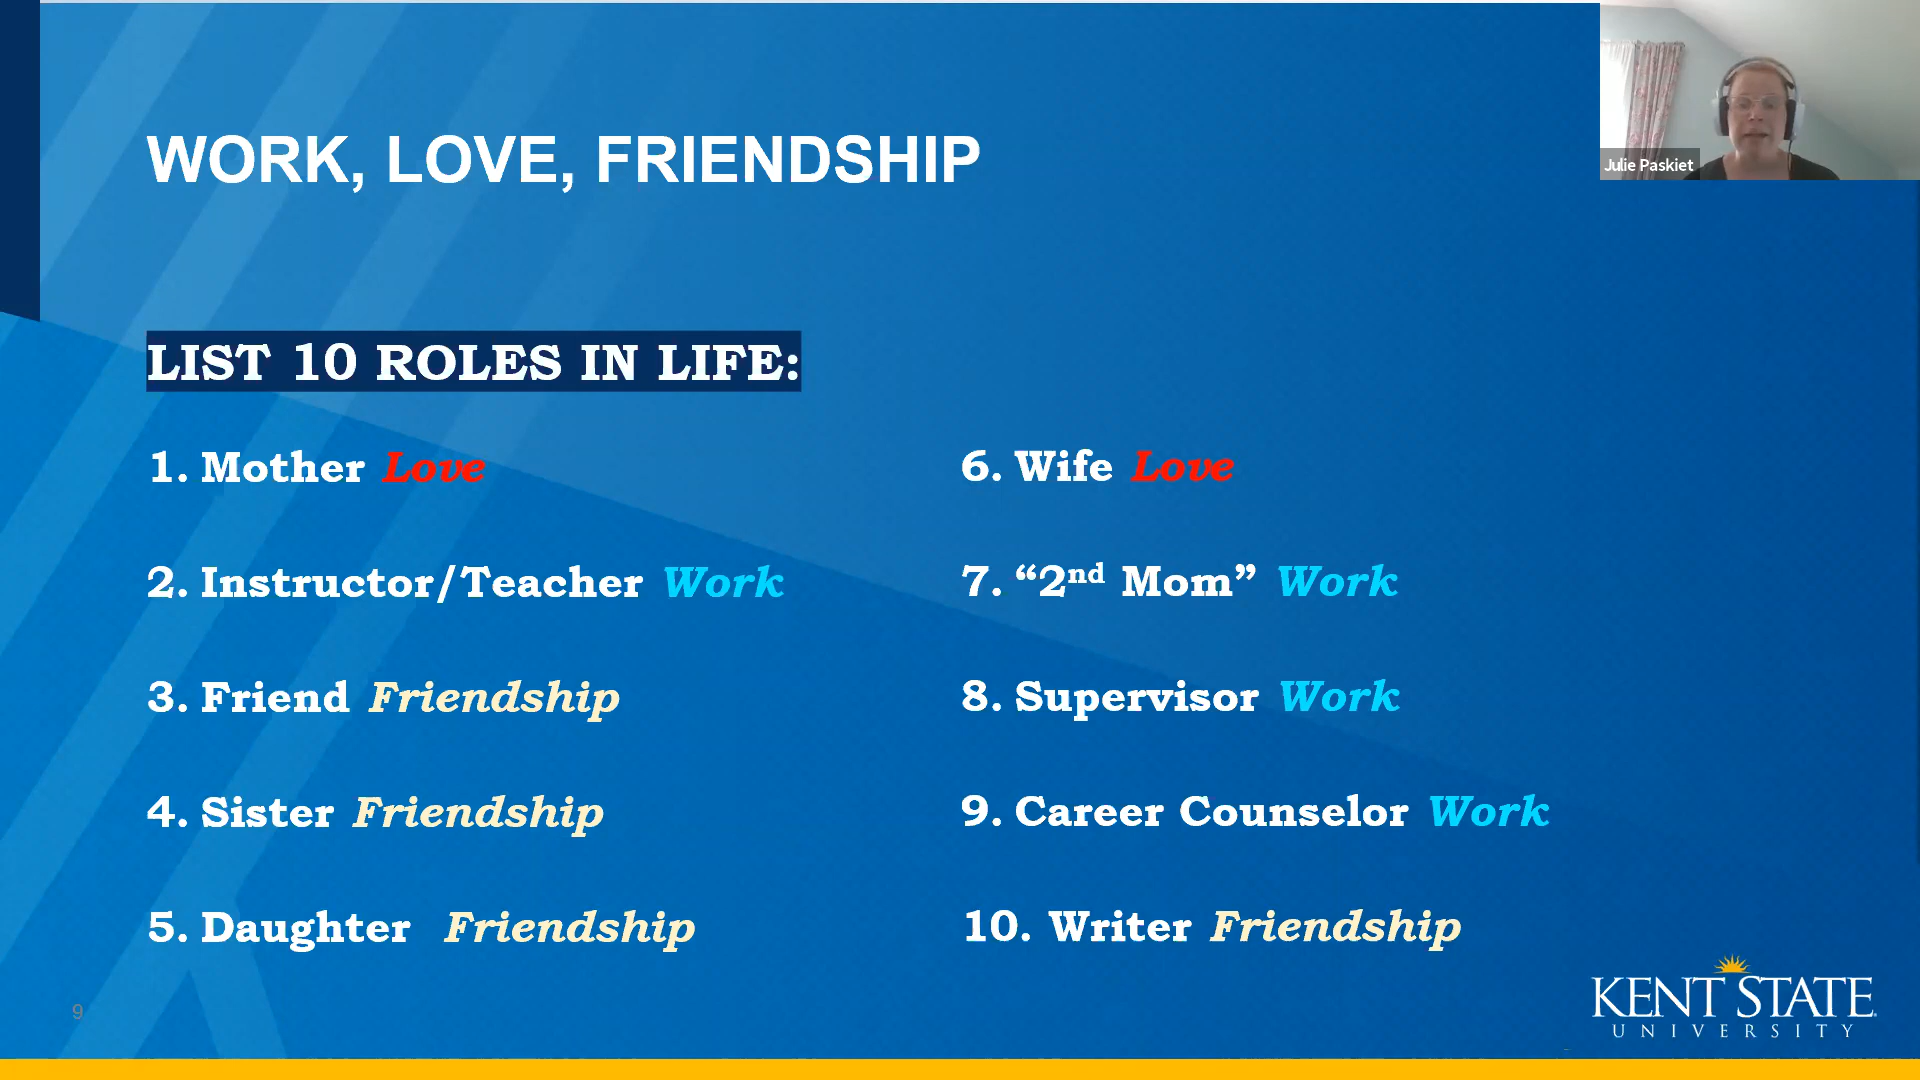 WORK, LOVE, FRIENDSHIP
Julie Paskiet
LIST 10 ROLES IN LIFE:
1. Mother Love
2. Instructor/Teacher Work
3. Friend Friendship
4. Sister Friendship
5. Daughter Friendship
6. Wife Love
7. “2nd Mom” Work
8. Supervisor Work
9. Career Counselor Work
10. Writer Friendship
9
KENT STATE
UNIVERSITY